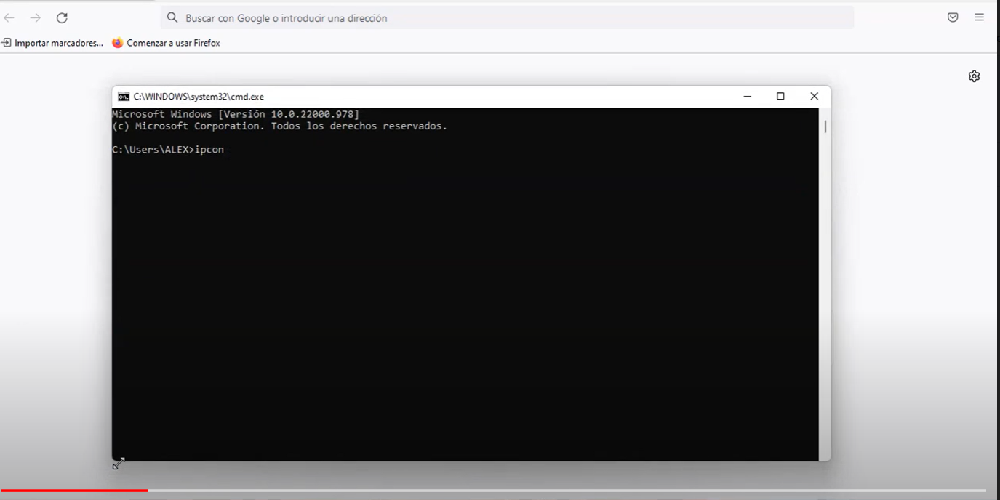 Buscar con Google o introducir una dirección
Importar marcadores... Comenzar a usar Firefox
C:\WINDOWS\system32\cmd.exe
Microsoft Windows [Versión 10.0.22000.978]
(c) Microsoft Corporation. Todos los derechos reservados.
C:\Users\ALEX>ipcon